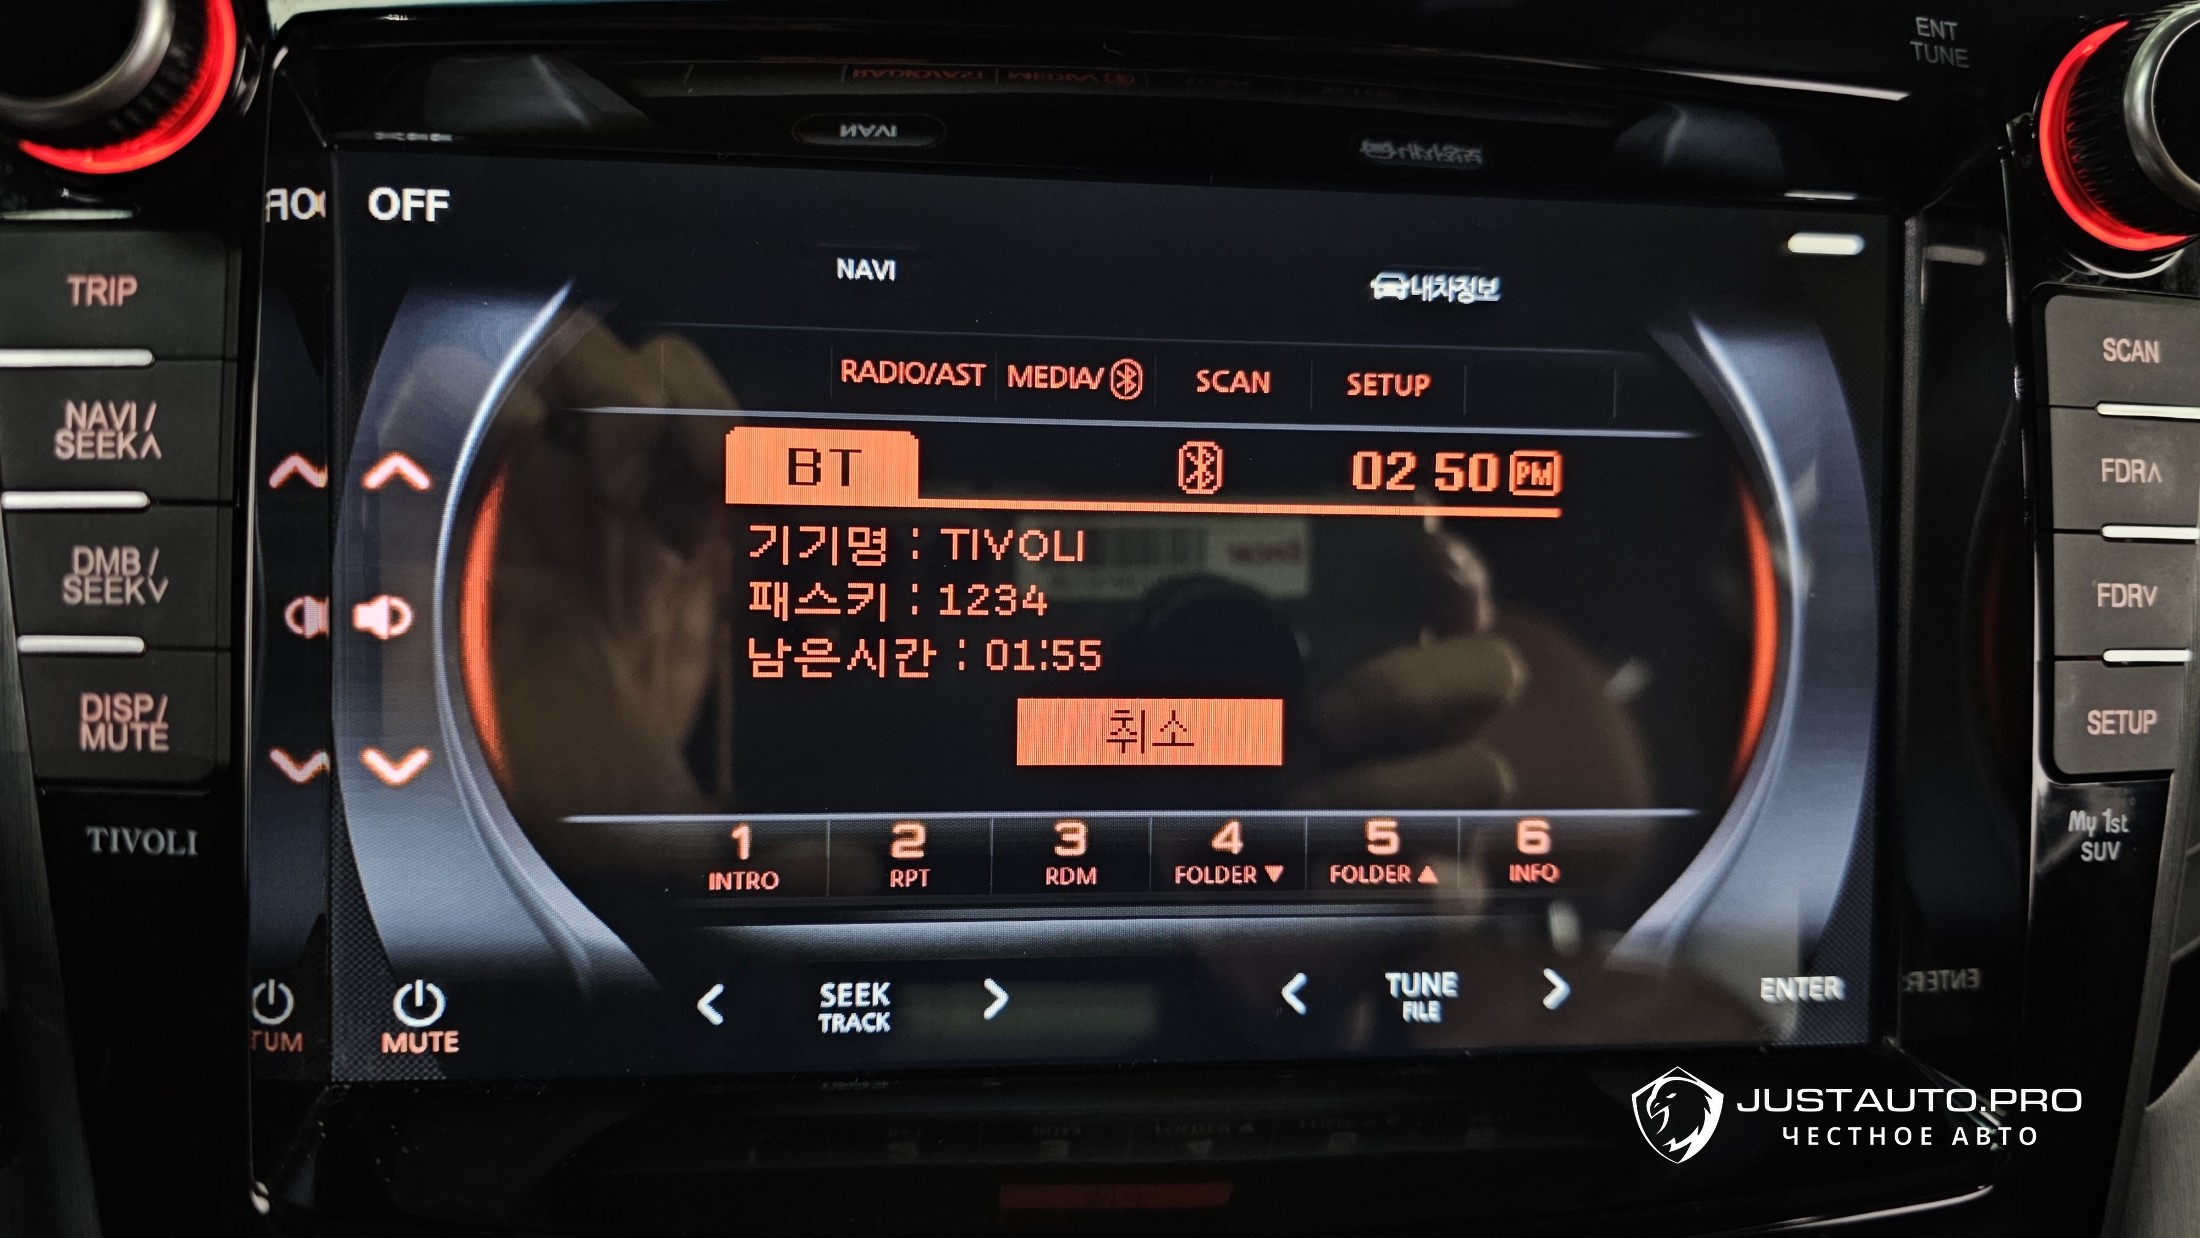 ENT
TUNE
OFF
NAVI
내차정보
TRIP
NAVI /
SEEK∧
DMB /
SEEK∨
DISP/
MUTE
TIVOLI
RADIO/AST
MEDIA/
SCAN
SETUP
BT
02 50 PM
기기명 : TIVOLI
패스키 : 1234
남은시간 : 01:55
취소
1
INTRO
2
RPT
3
RDM
4
FOLDER ▼
5
FOLDER ▲
6
INFO
MUTE
< SEEK >
TRACK
< TUNE >
FILE
ENTER
SCAN
FDR∧
FDR∨
SETUP
My 1st
SUV
JUSTAUTO.PRO
ЧЕСТНОЕ АВТО